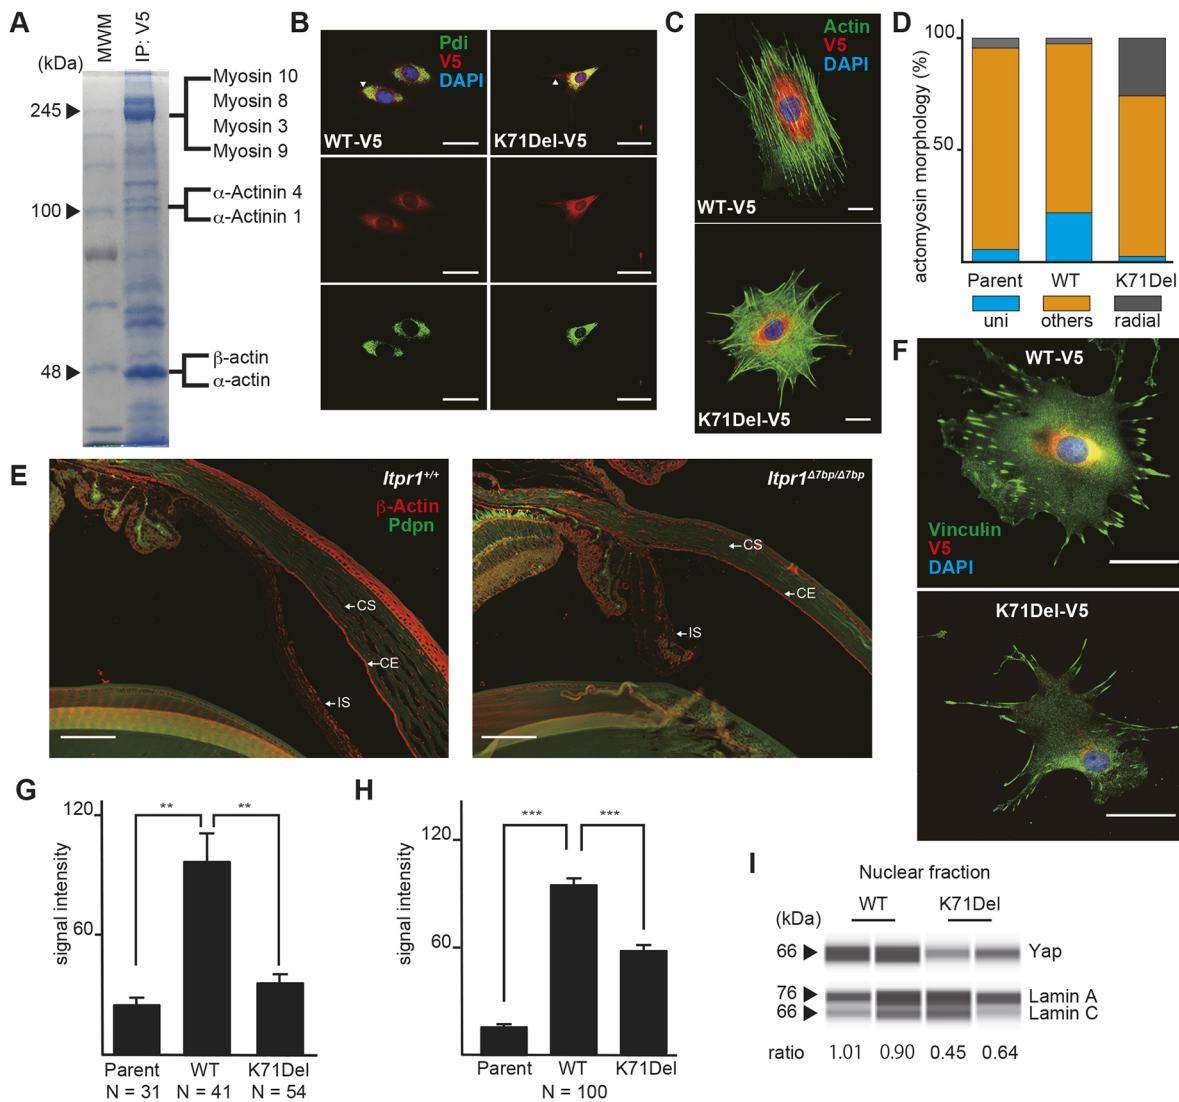 A
(kDa)
MWM
IP: V5
245
100
48
Myosin 10
Myosin 8
Myosin 3
Myosin 9
α-Actinin 4
α-Actinin 1
β-actin
α-actin
B
Pdi
V5
DAPI
WT-V5
K71Del-V5
C
Actin
V5
DAPI
WT-V5
K71Del-V5
D
actomyosin morphology (%)
100
50
Parent WT K71Del
uni others radial
E
Itpr1+/+
β-Actin
Pdpn
CS
CE
IS
Itpr1Δ7bp/Δ7bp
CS
CE
IS
F
WT-V5
Vinculin
V5
DAPI
K71Del-V5
G
signal intensity
120
60
** **
Parent WT K71Del
N = 31 N = 41 N = 54
H
signal intensity
120
60
*** ***
Parent WT K71Del
N = 100
I
Nuclear fraction
WT K71Del
(kDa)
66 Yap
76 Lamin A
66 Lamin C
ratio 1.01 0.90 0.45 0.64